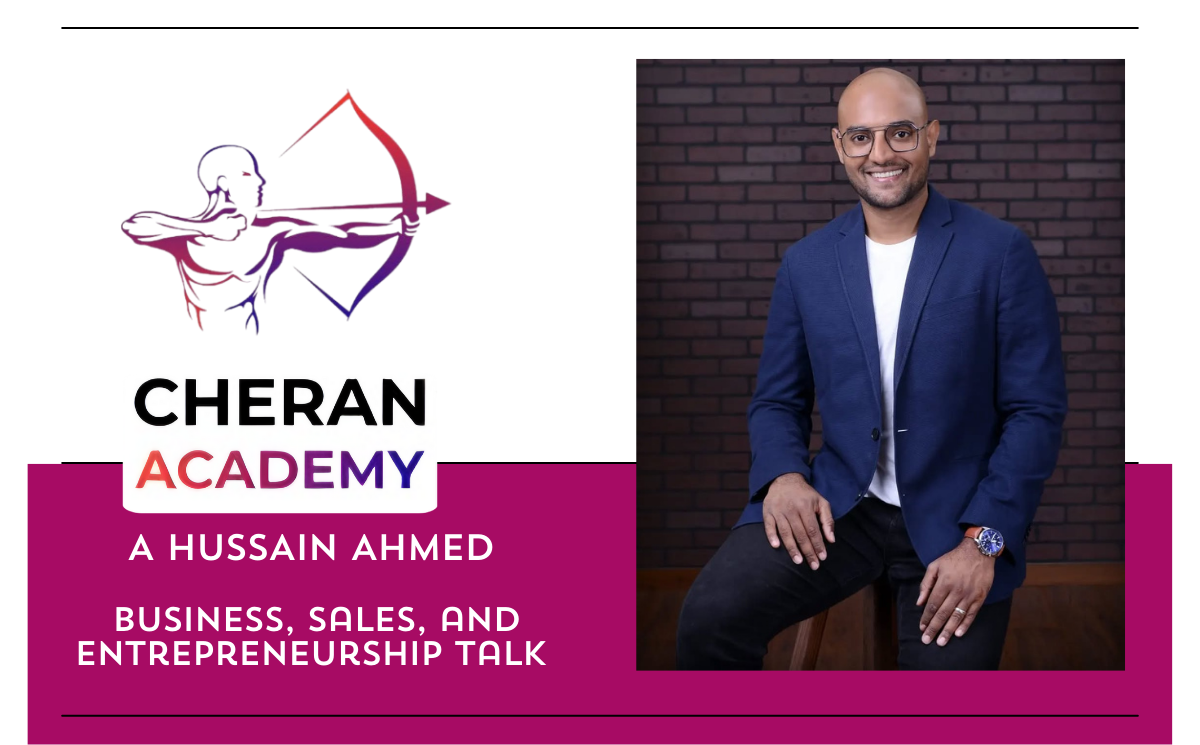 CHERAN
ACADEMY
A HUSSAIN AHMED
BUSINESS, SALES, AND
ENTREPRENEURSHIP TALK